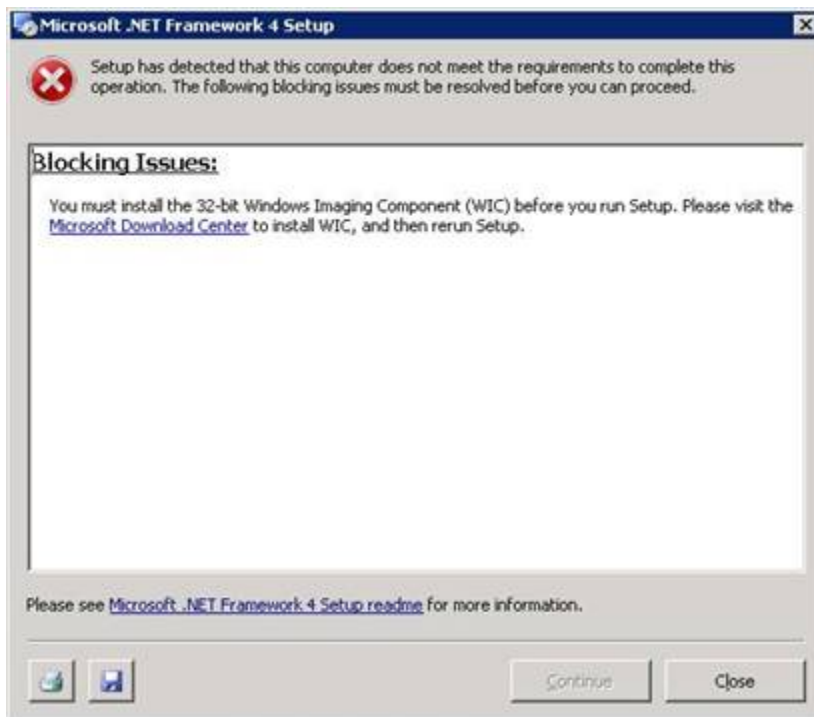 Microsoft .NET Framework 4 Setup
Setup has detected that this computer does not meet the requirements to complete this
operation. The following blocking issues must be resolved before you can proceed.
Blocking Issues:
You must install the 32-bit Windows Imaging Component (WIC) before you run Setup. Please visit the
Microsoft Download Center to install WIC, and then rerun Setup.
Please see Microsoft .NET Framework 4 Setup readme for more information.
Continue
Close